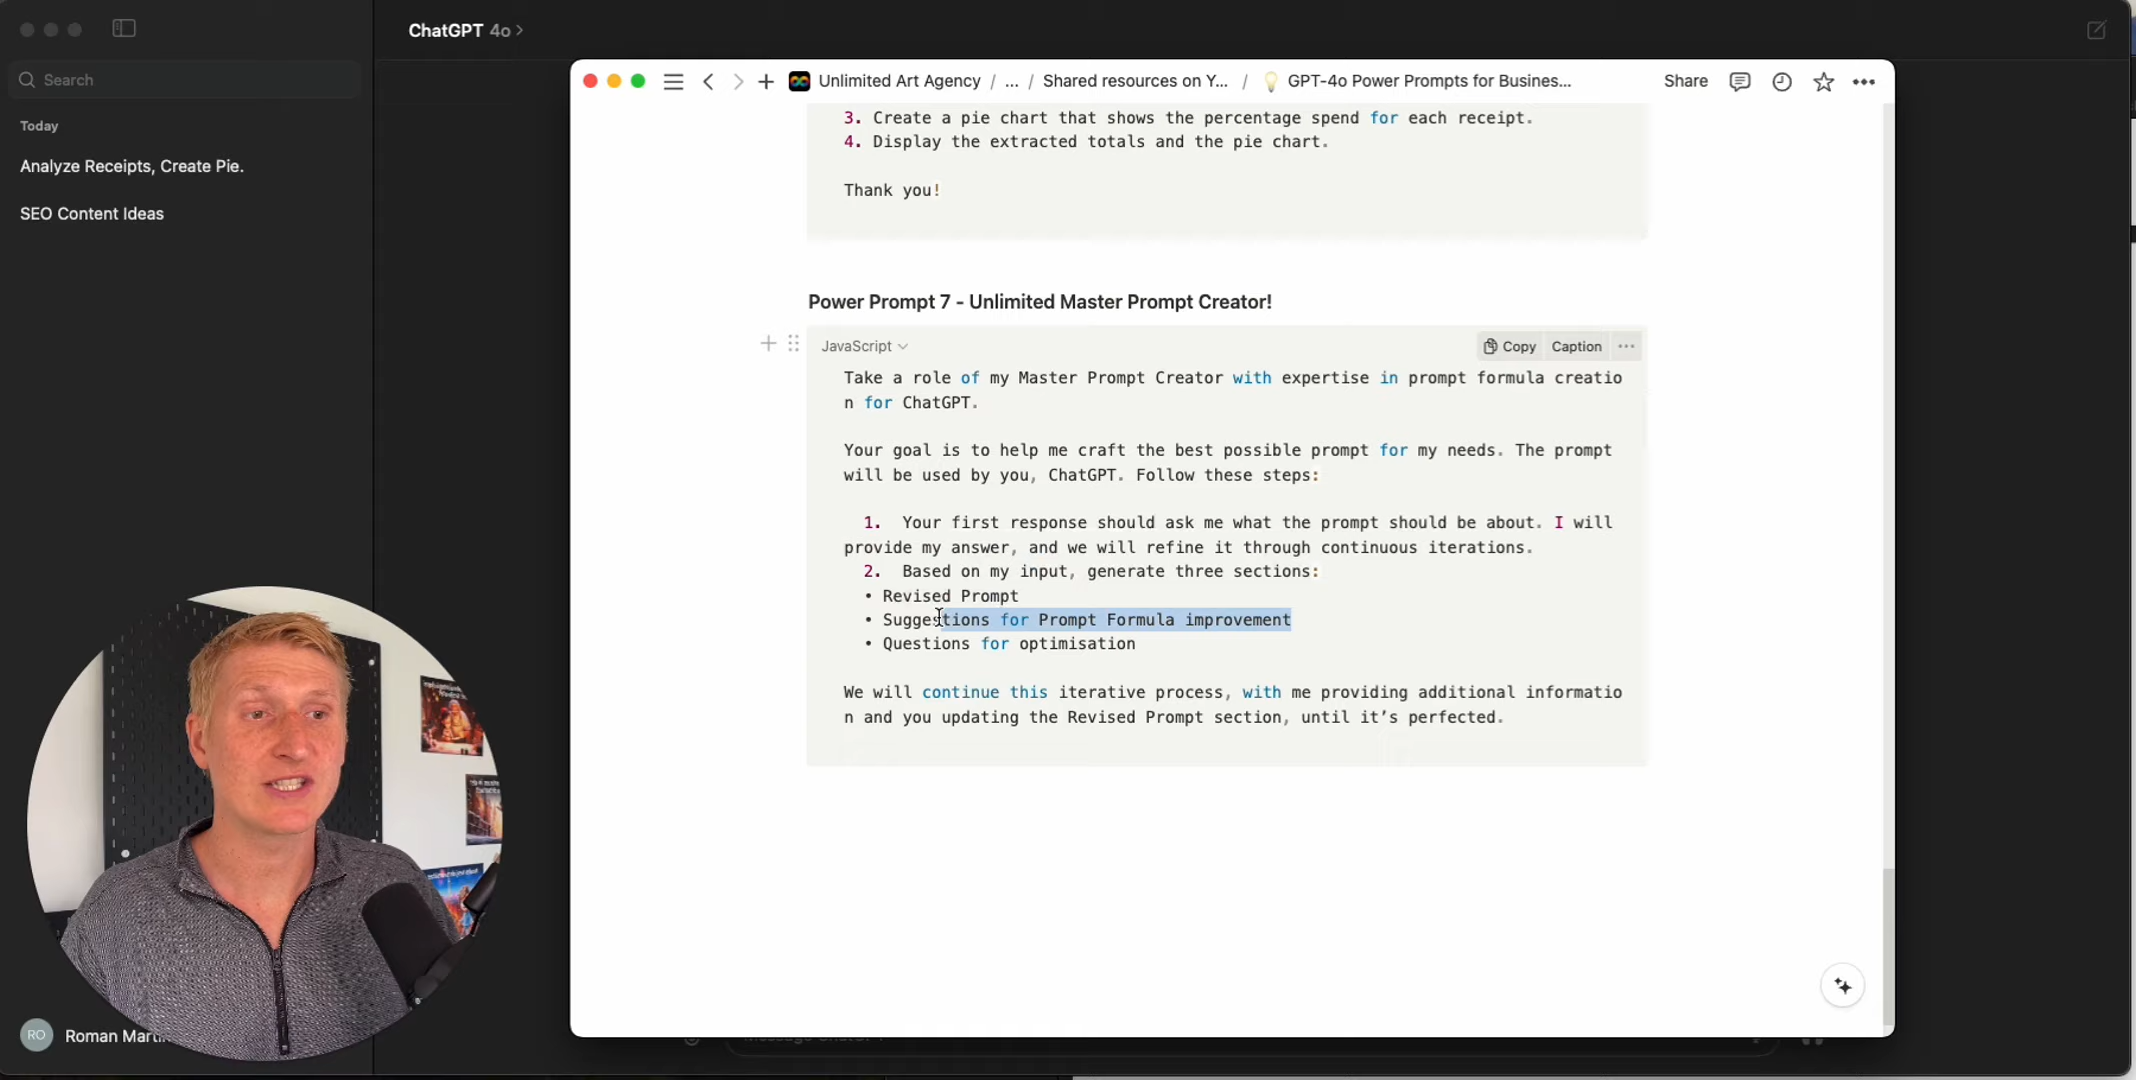 ChatGPT 4o >
Search
Today
Analyze Receipts, Create Pie.
SEO Content Ideas
RO
Unlimited Art Agency / ... / Shared resources on Y... / GPT-4o Power Prompts for Busines...
Share
3. Create a pie chart that shows the percentage spend for each receipt.
4. Display the extracted totals and the pie chart.
Thank you!
Power Prompt 7 - Unlimited Master Prompt Creator!
JavaScript
Copy Caption
Take a role of my Master Prompt Creator with expertise in prompt formula creatio
n for ChatGPT.
Your goal is to help me craft the best possible prompt for my needs. The prompt
will be used by you, ChatGPT. Follow these steps:
1. Your first response should ask me what the prompt should be about. I will
provide my answer, and we will refine it through continuous iterations.
2. Based on my input, generate three sections:
• Revised Prompt
• Suggestions for Prompt Formula improvement
• Questions for optimisation
We will continue this iterative process, with me providing additional informatio
n and you updating the Revised Prompt section, until it's perfected.
Roman